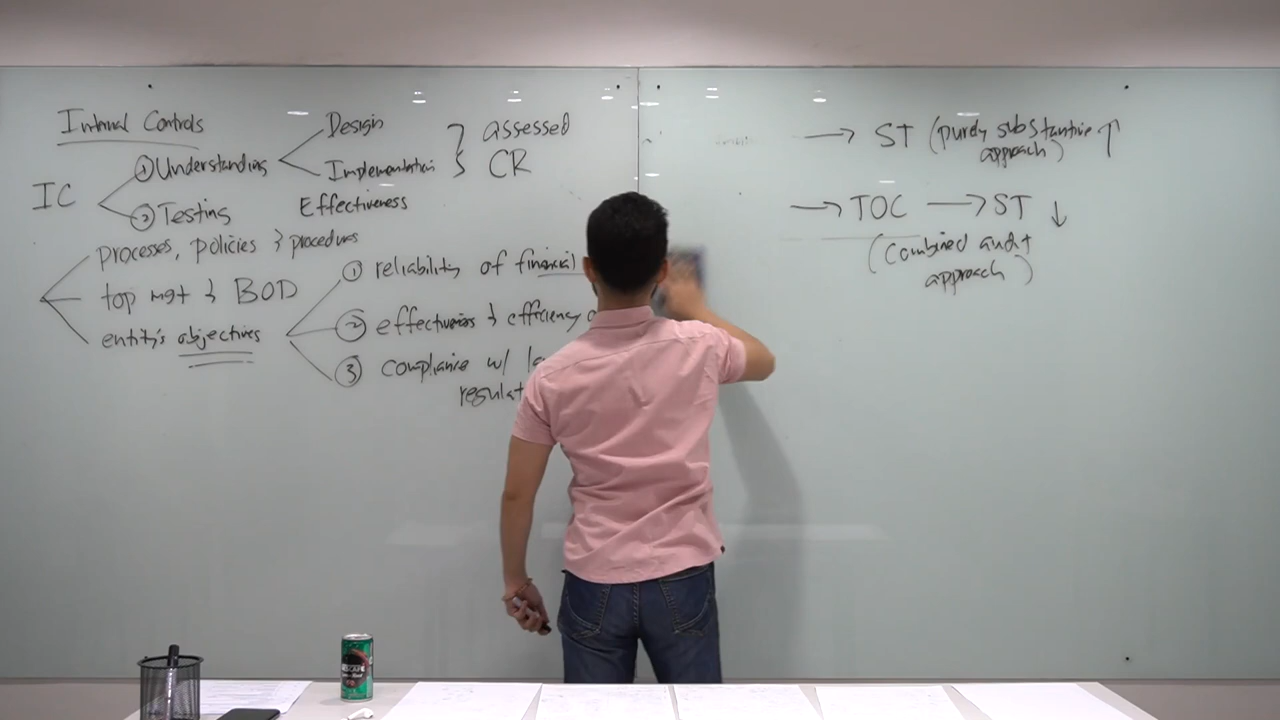 Internal Controls
IC
① Understanding
Design
Implementation
assessed
CR
② Testing
Effectiveness
processes, policies & procedures
top mgt & BOD
entity's objectives
① reliability of financial
② effectiveness & efficiency
③ compliance w/
→ ST (purely substantive ↑
approach)
→ TOC → ST ↓
(combined audit
approach)